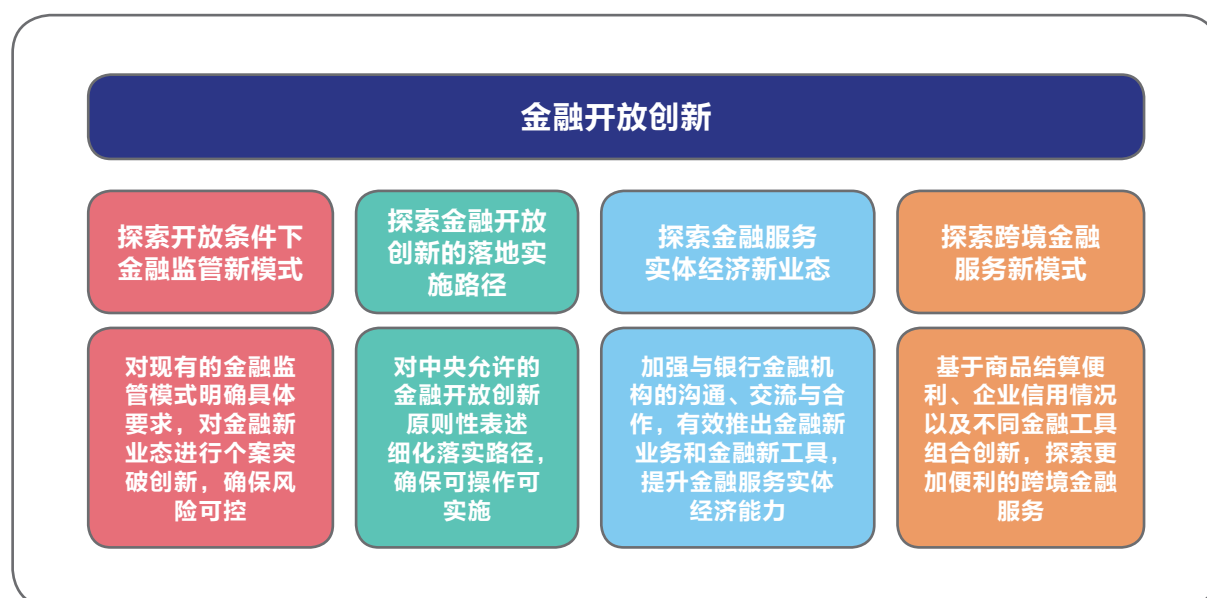 金融开放创新
探索开放条件下
金融监管新模式
探索金融开放
创新的落地实
施路径
探索金融服务
实体经济新业态
探索跨境金融
服务新模式
对现有的金融监
管模式明确具体
要求，对金融新
业态进行个案突
破创新，确保风
险可控
对中央允许的
金融开放创新
原则性表述
细化落实路径，
确保可操作可
实施
加强与银行金融机
构的沟通、交流与合
作，有效推出金融新
业务和金融新工具，
提升金融服务实体
经济能力
基于商品结算便
利、企业信用情况
以及不同金融工具
组合创新，探索更
加便利的跨境金融
服务